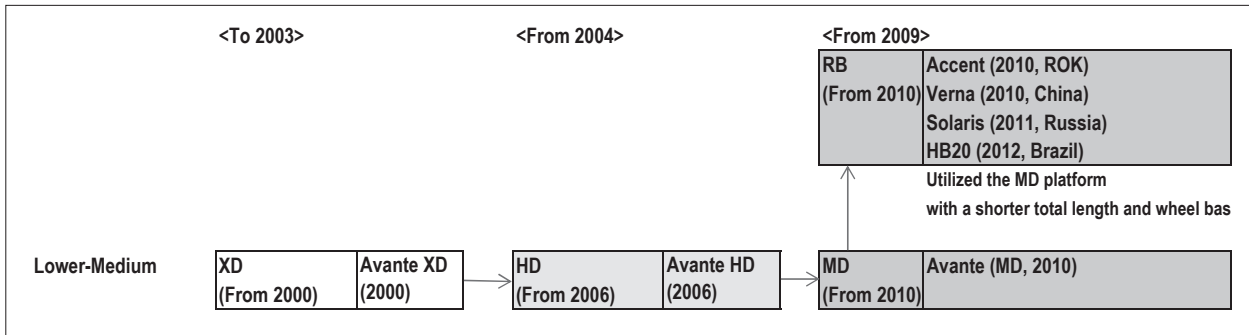 <To 2003>
<From 2004>
<From 2009>
RB
(From 2010)
Accent (2010, ROK)
Verna (2010, China)
Solaris (2011, Russia)
HB20 (2012, Brazil)
Utilized the MD platform
with a shorter total length and wheel bas
Lower-Medium
XD
(From 2000)
Avante XD
(2000)
HD
(From 2006)
Avante HD
(2006)
MD
(From 2010)
Avante (MD, 2010)